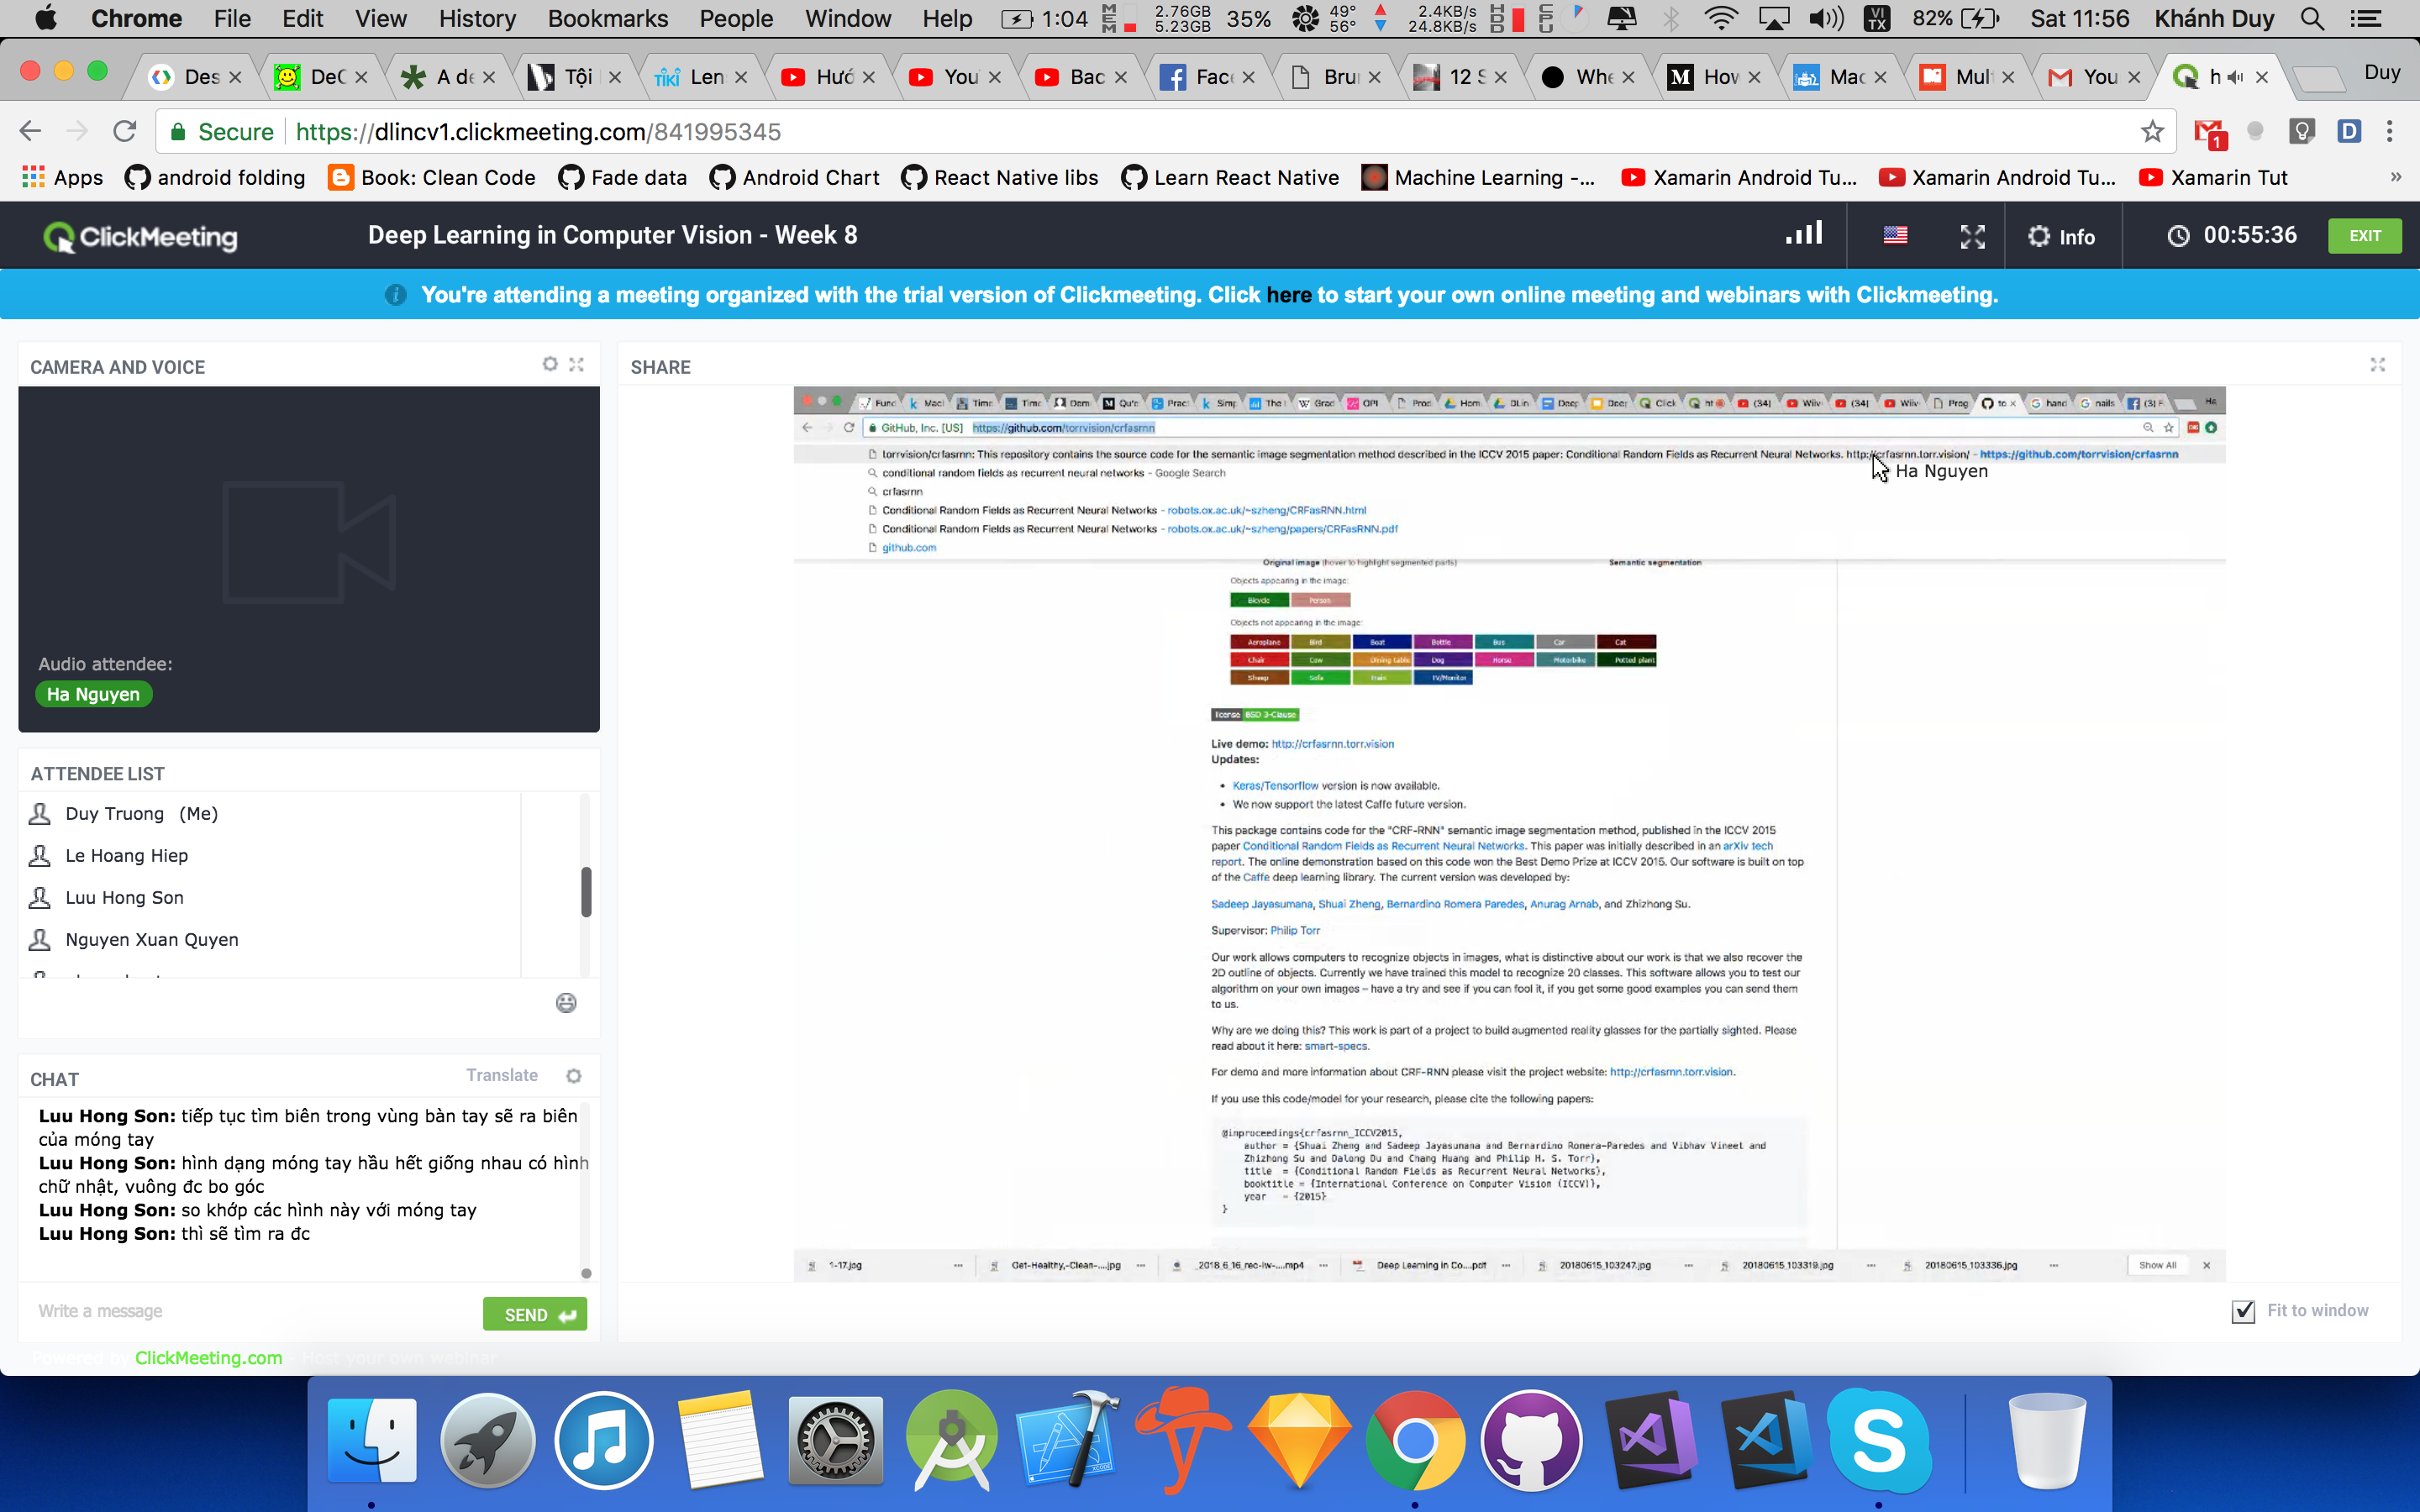 Chrome File Edit View History Bookmarks People Window Help 1:04 MEM 2.76GB 5.23GB 35% 49° 56° 2.4KB/s 24.8KB/s HDD CPU VI TX 82% Sat 11:56 Khánh Duy
Des DeC A de Tội Len Hướ You Bac Face Bru 12 S Whe M How Mac Mult You h Duy
Secure https://dlincv1.clickmeeting.com/841995345 1 D
Apps android folding Book: Clean Code Fade data Android Chart React Native libs Learn React Native Machine Learning -... Xamarin Android Tu... Xamarin Android Tu... Xamarin Tut »
ClickMeeting Deep Learning in Computer Vision - Week 8 Info 00:55:36 EXIT
You're attending a meeting organized with the trial version of Clickmeeting. Click here to start your own online meeting and webinars with Clickmeeting.
CAMERA AND VOICE
Audio attendee:
Ha Nguyen
ATTENDEE LIST
Duy Truong (Me)
Le Hoang Hiep
Luu Hong Son
Nguyen Xuan Quyen
CHAT Translate
Luu Hong Son: tiếp tục tìm biên trong vùng bàn tay sẽ ra biên
của móng tay
Luu Hong Son: hình dạng móng tay hầu hết giống nhau có hình
chữ nhật, vuông đc bo góc
Luu Hong Son: so khớp các hình này với móng tay
Luu Hong Son: thì sẽ tìm ra đc
Write a message SEND
Powered by ClickMeeting.com
SHARE
GitHub, Inc. [US] https://github.com/torrvision/crfasrnn
torrvision/crfasrnn: This repository contains the source code for the semantic image segmentation method described in the ICCV 2015 paper: Conditional Random Fields as Recurrent Neural Networks. http://crfasrnn.torr.vision/ - https://github.com/torrvision/crfasrnn
Ha Nguyen
conditional random fields as recurrent neural networks - Google Search
crfasrnn
Conditional Random Fields as Recurrent Neural Networks - robots.ox.ac.uk/~szheng/CRFasRNN.html
Conditional Random Fields as Recurrent Neural Networks - robots.ox.ac.uk/~szheng/papers/CRFasRNN.pdf
github.com
Original image (hover to highlight segmented parts) Semantic segmentation
Objects appearing in the image:
Bicycle Person
Objects not appearing in the image:
Aeroplane Bird Boat Bottle Bus Car Cat
Chair Cow Dining table Dog Horse Motorbike Potted plant
Sheep Sofa Train TV/Monitor
license BSD 3-Clause
Live demo: http://crfasrnn.torr.vision
Updates:
• Keras/Tensorflow version is now available.
• We now support the latest Caffe future version.
This package contains code for the "CRF-RNN" semantic image segmentation method, published in the ICCV 2015
paper Conditional Random Fields as Recurrent Neural Networks. This paper was initially described in an arXiv tech
report. The online demonstration based on this code won the Best Demo Prize at ICCV 2015. Our software is built on top
of the Caffe deep learning library. The current version was developed by:
Sadeep Jayasumana, Shuai Zheng, Bernardino Romera Paredes, Anurag Arnab, and Zhizhong Su.
Supervisor: Philip Torr
Our work allows computers to recognize objects in images, what is distinctive about our work is that we also recover the
2D outline of objects. Currently we have trained this model to recognize 20 classes. This software allows you to test our
algorithm on your own images – have a try and see if you can fool it, if you get some good examples you can send them
to us.
Why are we doing this? This work is part of a project to build augmented reality glasses for the partially sighted. Please
read about it here: smart-specs.
For demo and more information about CRF-RNN please visit the project website: http://crfasrnn.torr.vision.
If you use this code/model for your research, please cite the following papers:
@inproceedings{crfasrnn_ICCV2015,
author = {Shuai Zheng and Sadeep Jayasumana and Bernardino Romera-Paredes and Vibhav Vineet and
Zhizhong Su and Dalong Du and Chang Huang and Philip H. S. Torr},
title = {Conditional Random Fields as Recurrent Neural Networks},
booktitle = {International Conference on Computer Vision (ICCV)},
year = {2015}
}
1-17.jpg Get-Healthy,-Clean-....jpg _2018_6_16_rec-lw-....mp4 Deep Learning in Co....pdf 20180615_103247.jpg 20180615_103319.jpg 20180615_103336.jpg Show All
Fit to window